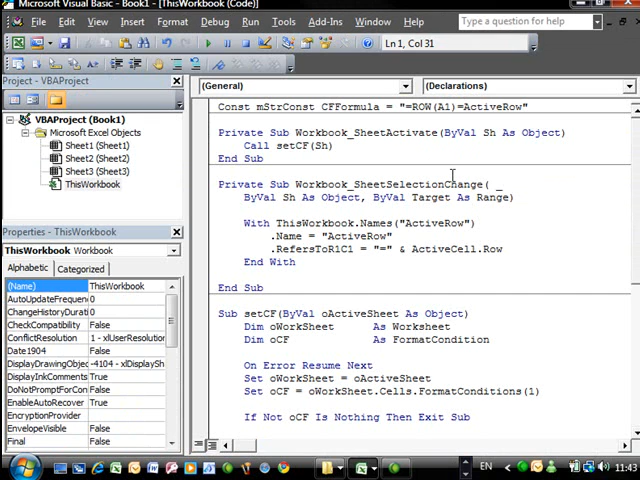 Microsoft Visual Basic - Book1 - [ThisWorkbook (Code)]
File Edit View Insert Format Debug Run Tools Add-Ins Window Help
Type a question for help
Ln 1, Col 31
Project - VBAProject
VBAProject (Book1)
Microsoft Excel Objects
Sheet1 (Sheet1)
Sheet2 (Sheet2)
Sheet3 (Sheet3)
ThisWorkbook
Properties - ThisWorkbook
ThisWorkbook Workbook
Alphabetic Categorized
(Name) ThisWorkbook
AutoUpdateFrequen 0
ChangeHistoryDurati 0
CheckCompatibility False
ConflictResolution 1 - xlUserResolution
Date1904 False
DisplayDrawingObjec -4104 - xlDisplaySh
DisplayInkComments True
DoNotPromptForCon False
EnableAutoRecover True
EncryptionProvider
EnvelopeVisible False
Final False
(General) (Declarations)
Const mStrConst CFFormula = "=ROW(A1)=ActiveRow"
Private Sub Workbook_SheetActivate(ByVal Sh As Object)
Call setCF(Sh)
End Sub
Private Sub Workbook_SheetSelectionChange( _
ByVal Sh As Object, ByVal Target As Range)
With ThisWorkbook.Names("ActiveRow")
.Name = "ActiveRow"
.RefersToR1C1 = "=" & ActiveCell.Row
End With
End Sub
Sub setCF(ByVal oActiveSheet As Object)
Dim oWorkSheet As Worksheet
Dim oCF As FormatCondition
On Error Resume Next
Set oWorkSheet = oActiveSheet
Set oCF = oWorkSheet.Cells.FormatConditions(1)
If Not oCF Is Nothing Then Exit Sub
EN
11:43